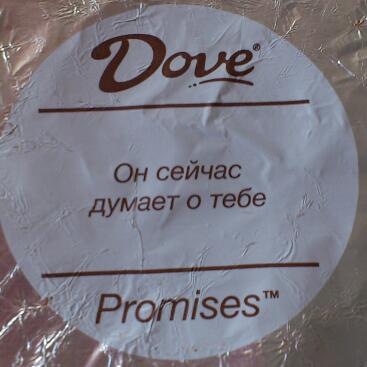 Dove®
Он сейчас
думает о тебе
Promises™